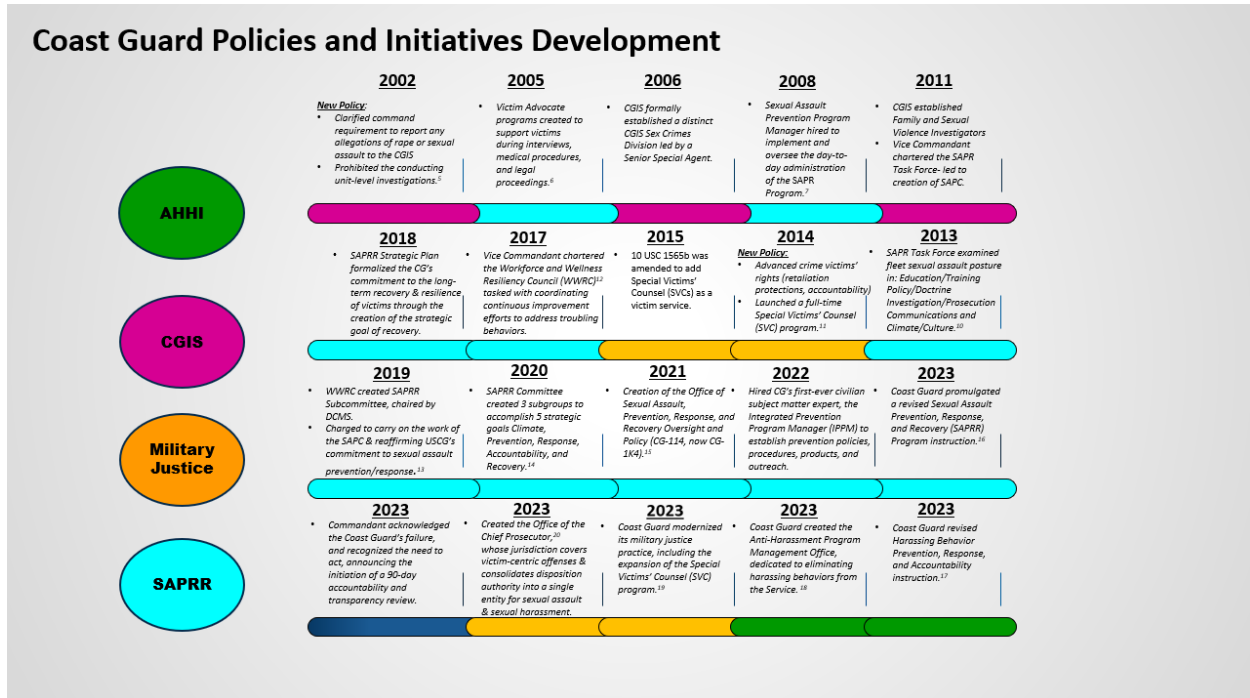 Coast Guard Policies and Initiatives Development
2002
New Policy:
• Clarified command
requirement to report any
allegations of rape or sexual
assault to the CGIS
• Prohibited the conducting
unit-level investigations.5
2005
• Victim Advocate
programs created to
support victims
during interviews,
medical procedures,
and legal
proceedings.6
2006
• CGIS formally
established a distinct
CGIS Sex Crimes
Division led by a
Senior Special Agent.
2008
• Sexual Assault
Prevention Program
Manager hired to
implement and
oversee the day-to-
day administration
of the SAPR
Program.7
2011
• CGIS established
Family and Sexual
Violence Investigators
• Vice Commandant
chartered the SAPR
Task Force- led to
creation of SAPC.
AHHI
2018
• SAPRR Strategic Plan
formalized the CG's
commitment to the long-
term recovery & resilience
of victims through the
creation of the strategic
goal of recovery.
2017
• Vice Commandant chartered
the Workforce and Wellness
Resiliency Council (WWRC)12
tasked with coordinating
continuous improvement
efforts to address troubling
behaviors.
2015
• 10 USC 1565b was
amended to add
Special Victims'
Counsel (SVCs) as a
victim service.
2014
New Policy:
• Advanced crime victims'
rights (retaliation
protections, accountability)
• Launched a full-time
Special Victims' Counsel
(SVC) program.11
2013
• SAPR Task Force examined
fleet sexual assault posture
in: Education/Training
Policy/Doctrine
Investigation/Prosecution
Communications and
Climate/Culture.10
CGIS
2019
• WWRC created SAPRR
Subcommittee, chaired by
DCMS.
• Charged to carry on the work of
the SAPC & reaffirming USCG's
commitment to sexual assault
prevention/response.13
2020
• SAPRR Committee
created 3 subgroups to
accomplish 5 strategic
goals Climate,
Prevention, Response,
Accountability, and
Recovery.14
2021
• Creation of the Office of
Sexual Assault,
Prevention, Response, and
Recovery Oversight and
Policy (CG-114, now CG-
1K4).15
2022
• Hired CG's first-ever civilian
subject matter expert, the
Integrated Prevention
Program Manager (IPPM) to
establish prevention policies,
procedures, products, and
outreach.
2023
• Coast Guard promulgated
a revised Sexual Assault
Prevention, Response,
and Recovery (SAPRR)
Program instruction.16
Military
Justice
2023
• Commandant acknowledged
the Coast Guard's failure,
and recognized the need to
act, announcing the
initiation of a 90-day
accountability and
transparency review.
2023
• Created the Office of the
Chief Prosecutor,20
whose jurisdiction covers
victim-centric offenses &
consolidates disposition
authority into a single
entity for sexual assault
& sexual harassment.
2023
• Coast Guard modernized
its military justice
practice, including the
expansion of the Special
Victims' Counsel (SVC)
program.19
2023
• Coast Guard created the
Anti-Harassment Program
Management Office,
dedicated to eliminating
harassing behaviors from
the Service. 18
2023
• Coast Guard revised
Harassing Behavior
Prevention, Response,
and Accountability
instruction.17
SAPRR